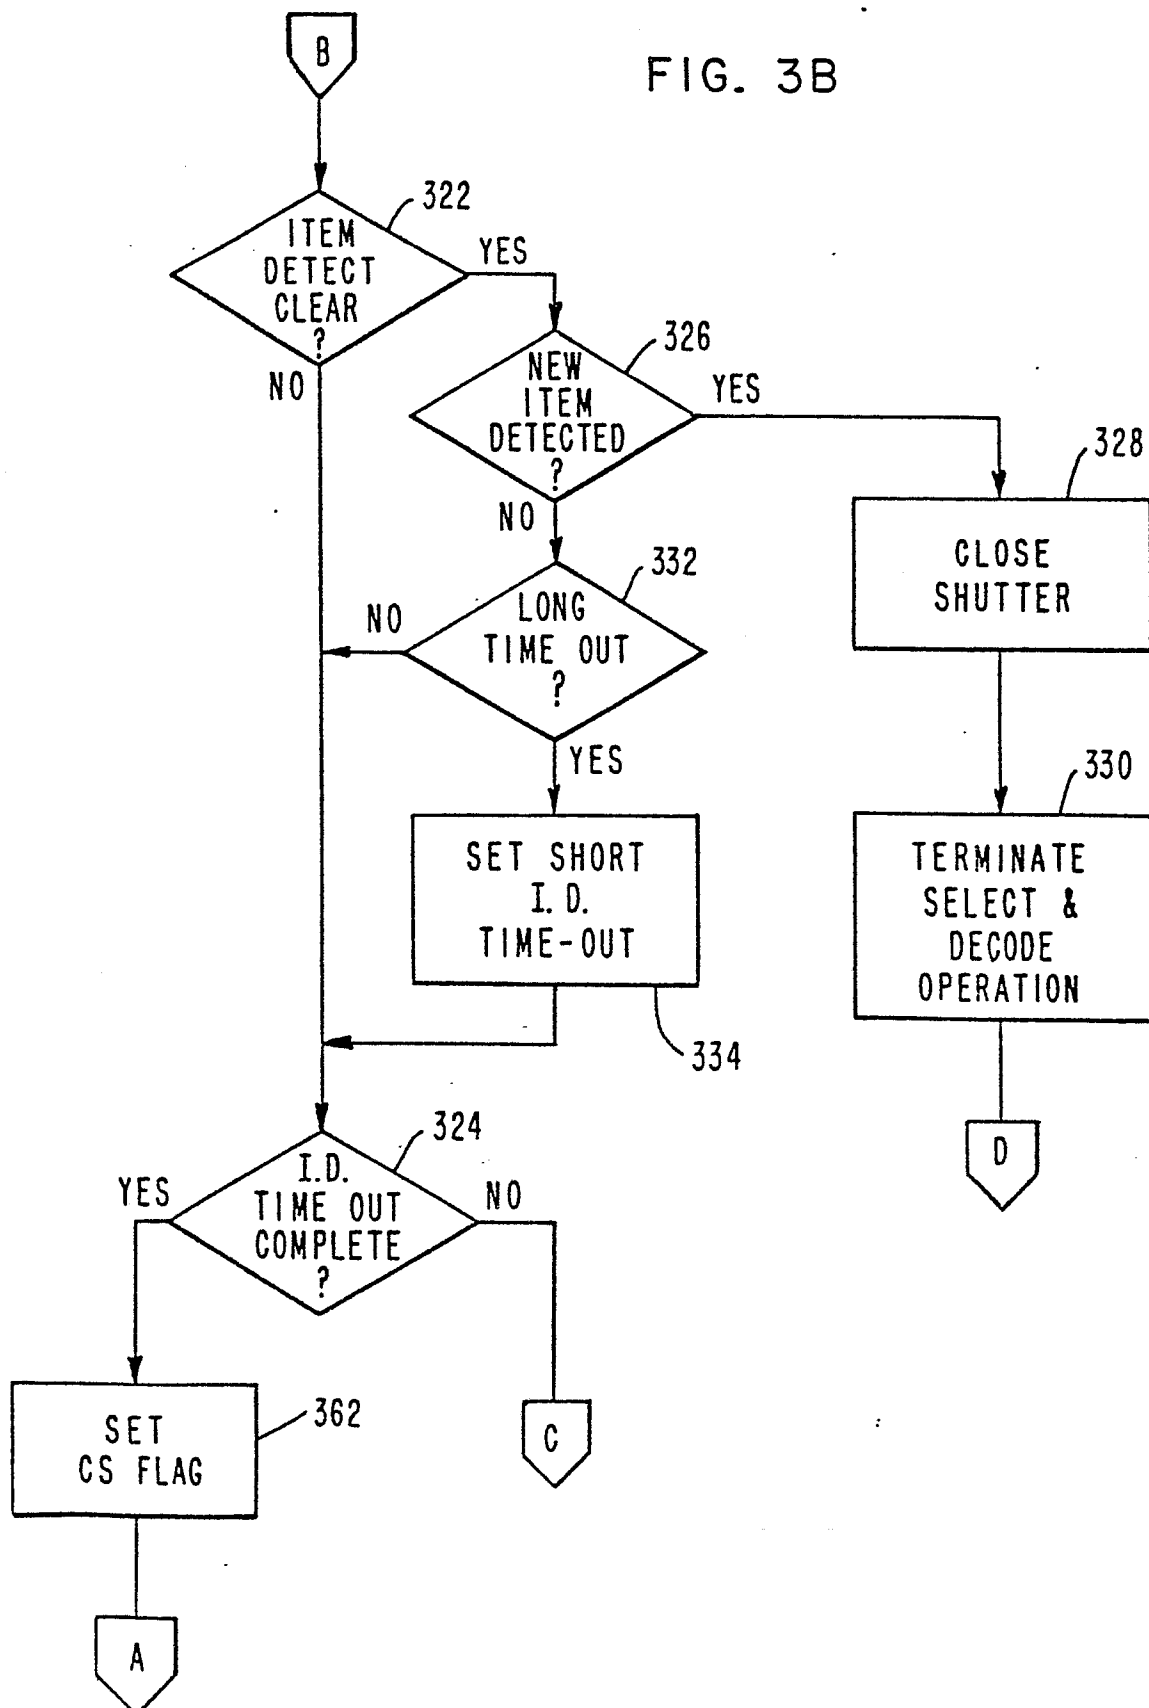 B
FIG. 3B
322
ITEM
DETECT
CLEAR
?
YES
NO
326
NEW
ITEM
DETECTED
?
YES
NO
328
CLOSE
SHUTTER
332
LONG
TIME OUT
?
NO
YES
330
TERMINATE
SELECT &
DECODE
OPERATION
SET SHORT
I.D.
TIME-OUT
334
324
I.D.
TIME OUT
COMPLETE
?
YES
NO
D
362
SET
CS FLAG
C
A